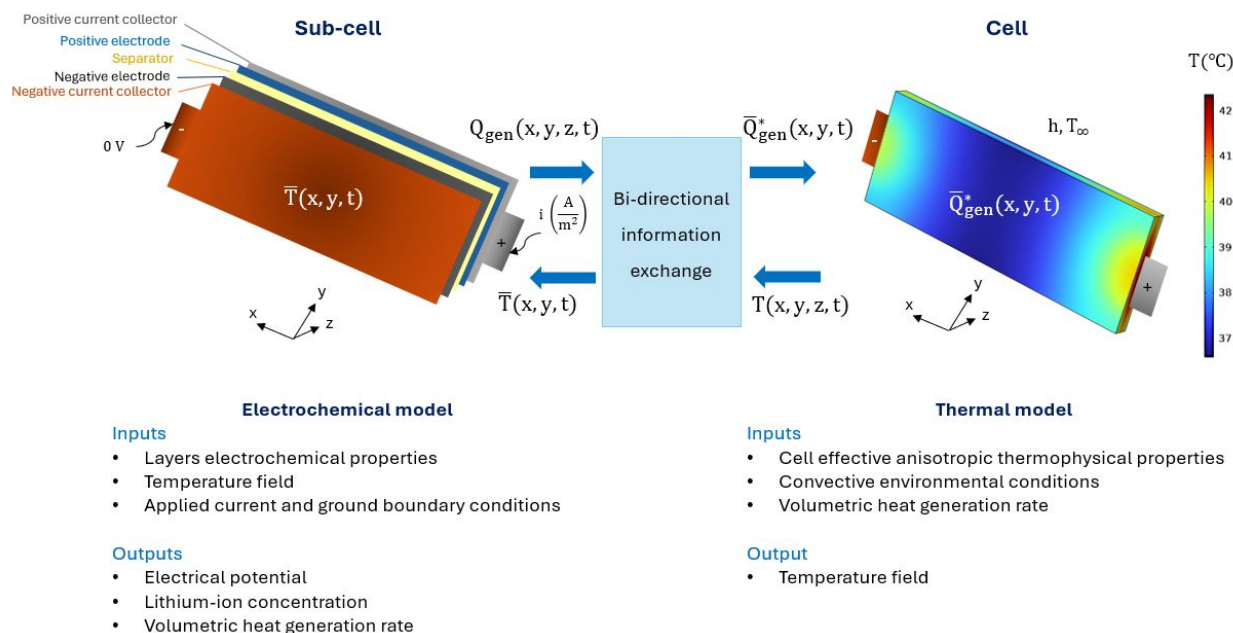 Sub-cell
Cell
Positive current collector
Positive electrode
Separator
Negative electrode
Negative current collector
-
0 V
T̅(x, y, t)
+
i (A/m²)
x
y
z
Q_gen(x, y, z, t)
T̅(x, y, t)
Bi-directional
information
exchange
Q̅*_gen(x, y, t)
T(x, y, z, t)
h, T_∞
-
Q̅*_gen(x, y, t)
+
x
y
z
T(°C)
42
41
40
39
38
37
Electrochemical model
Inputs
• Layers electrochemical properties
• Temperature field
• Applied current and ground boundary conditions
Outputs
• Electrical potential
• Lithium-ion concentration
• Volumetric heat generation rate
Thermal model
Inputs
• Cell effective anisotropic thermophysical properties
• Convective environmental conditions
• Volumetric heat generation rate
Output
• Temperature field